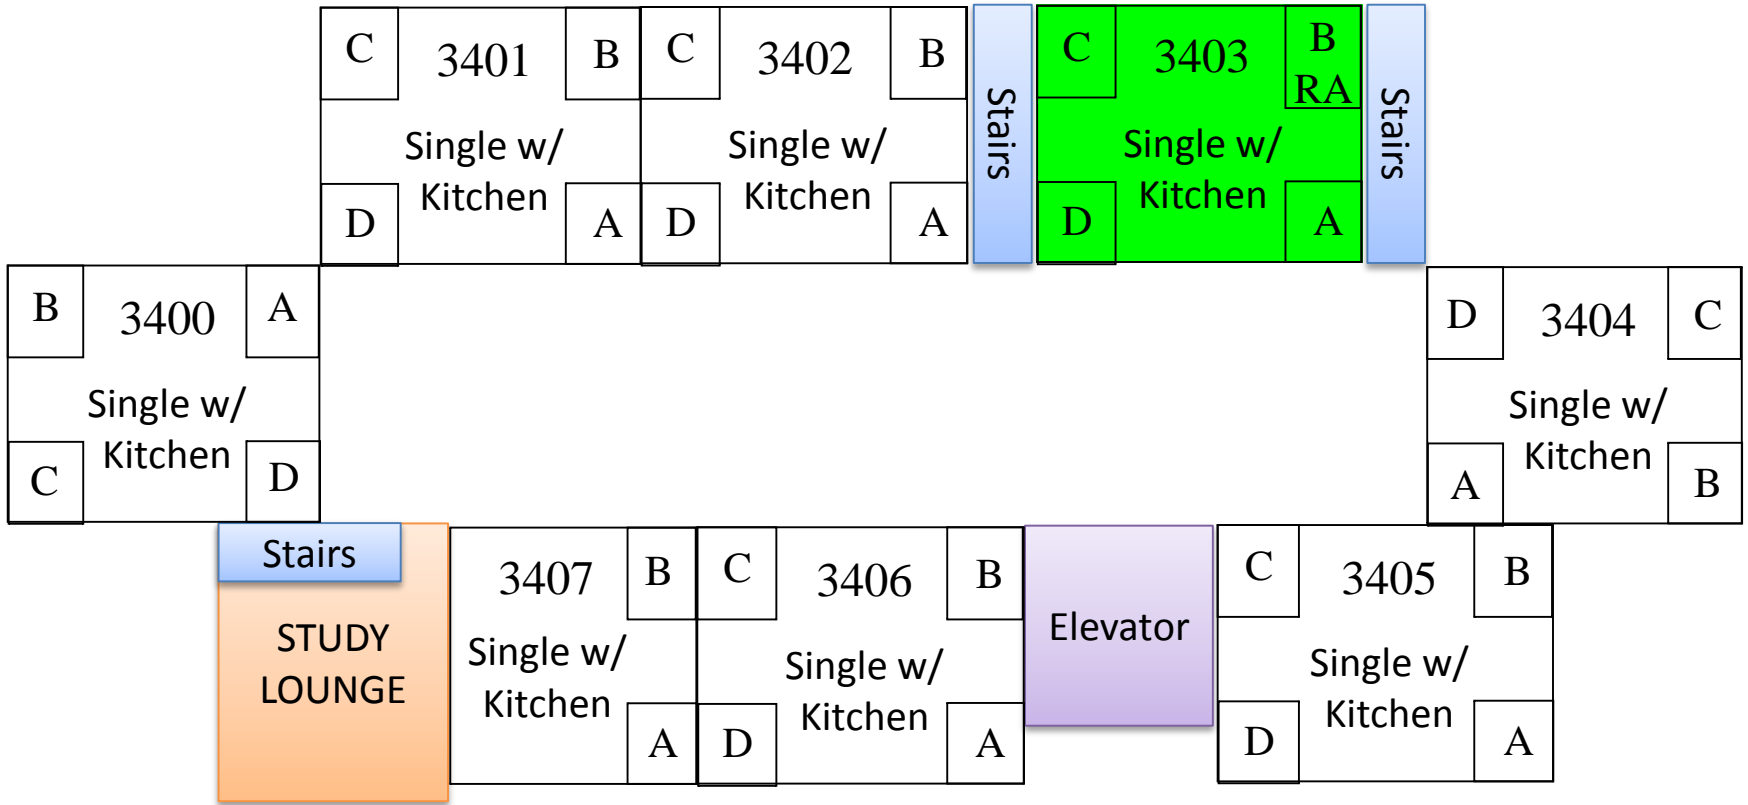 C
3401
B
Single w/
Kitchen
D
A
C
3402
B
Single w/
Kitchen
D
A
Stairs
C
3403
B
RA
Single w/
Kitchen
D
A
Stairs
B
3400
A
Single w/
Kitchen
C
D
D
3404
C
Single w/
Kitchen
A
B
Stairs
STUDY
LOUNGE
3407
B
Single w/
Kitchen
A
C
3406
B
Single w/
Kitchen
D
A
Elevator
C
3405
B
Single w/
Kitchen
D
A